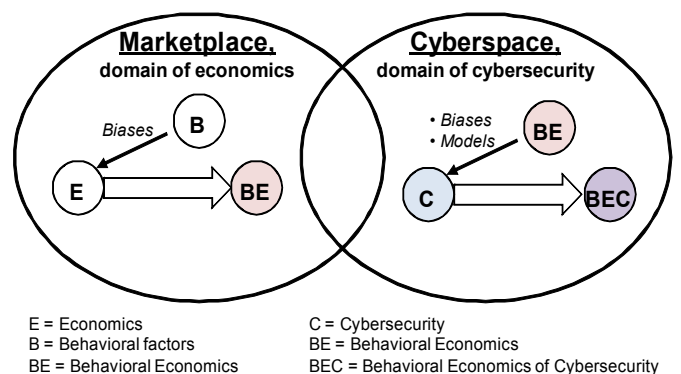 Marketplace,
domain of economics
Biases
B
E
BE
Cyberspace,
domain of cybersecurity
• Biases
• Models
BE
C
BEC
E = Economics
B = Behavioral factors
BE = Behavioral Economics
C = Cybersecurity
BE = Behavioral Economics
BEC = Behavioral Economics of Cybersecurity